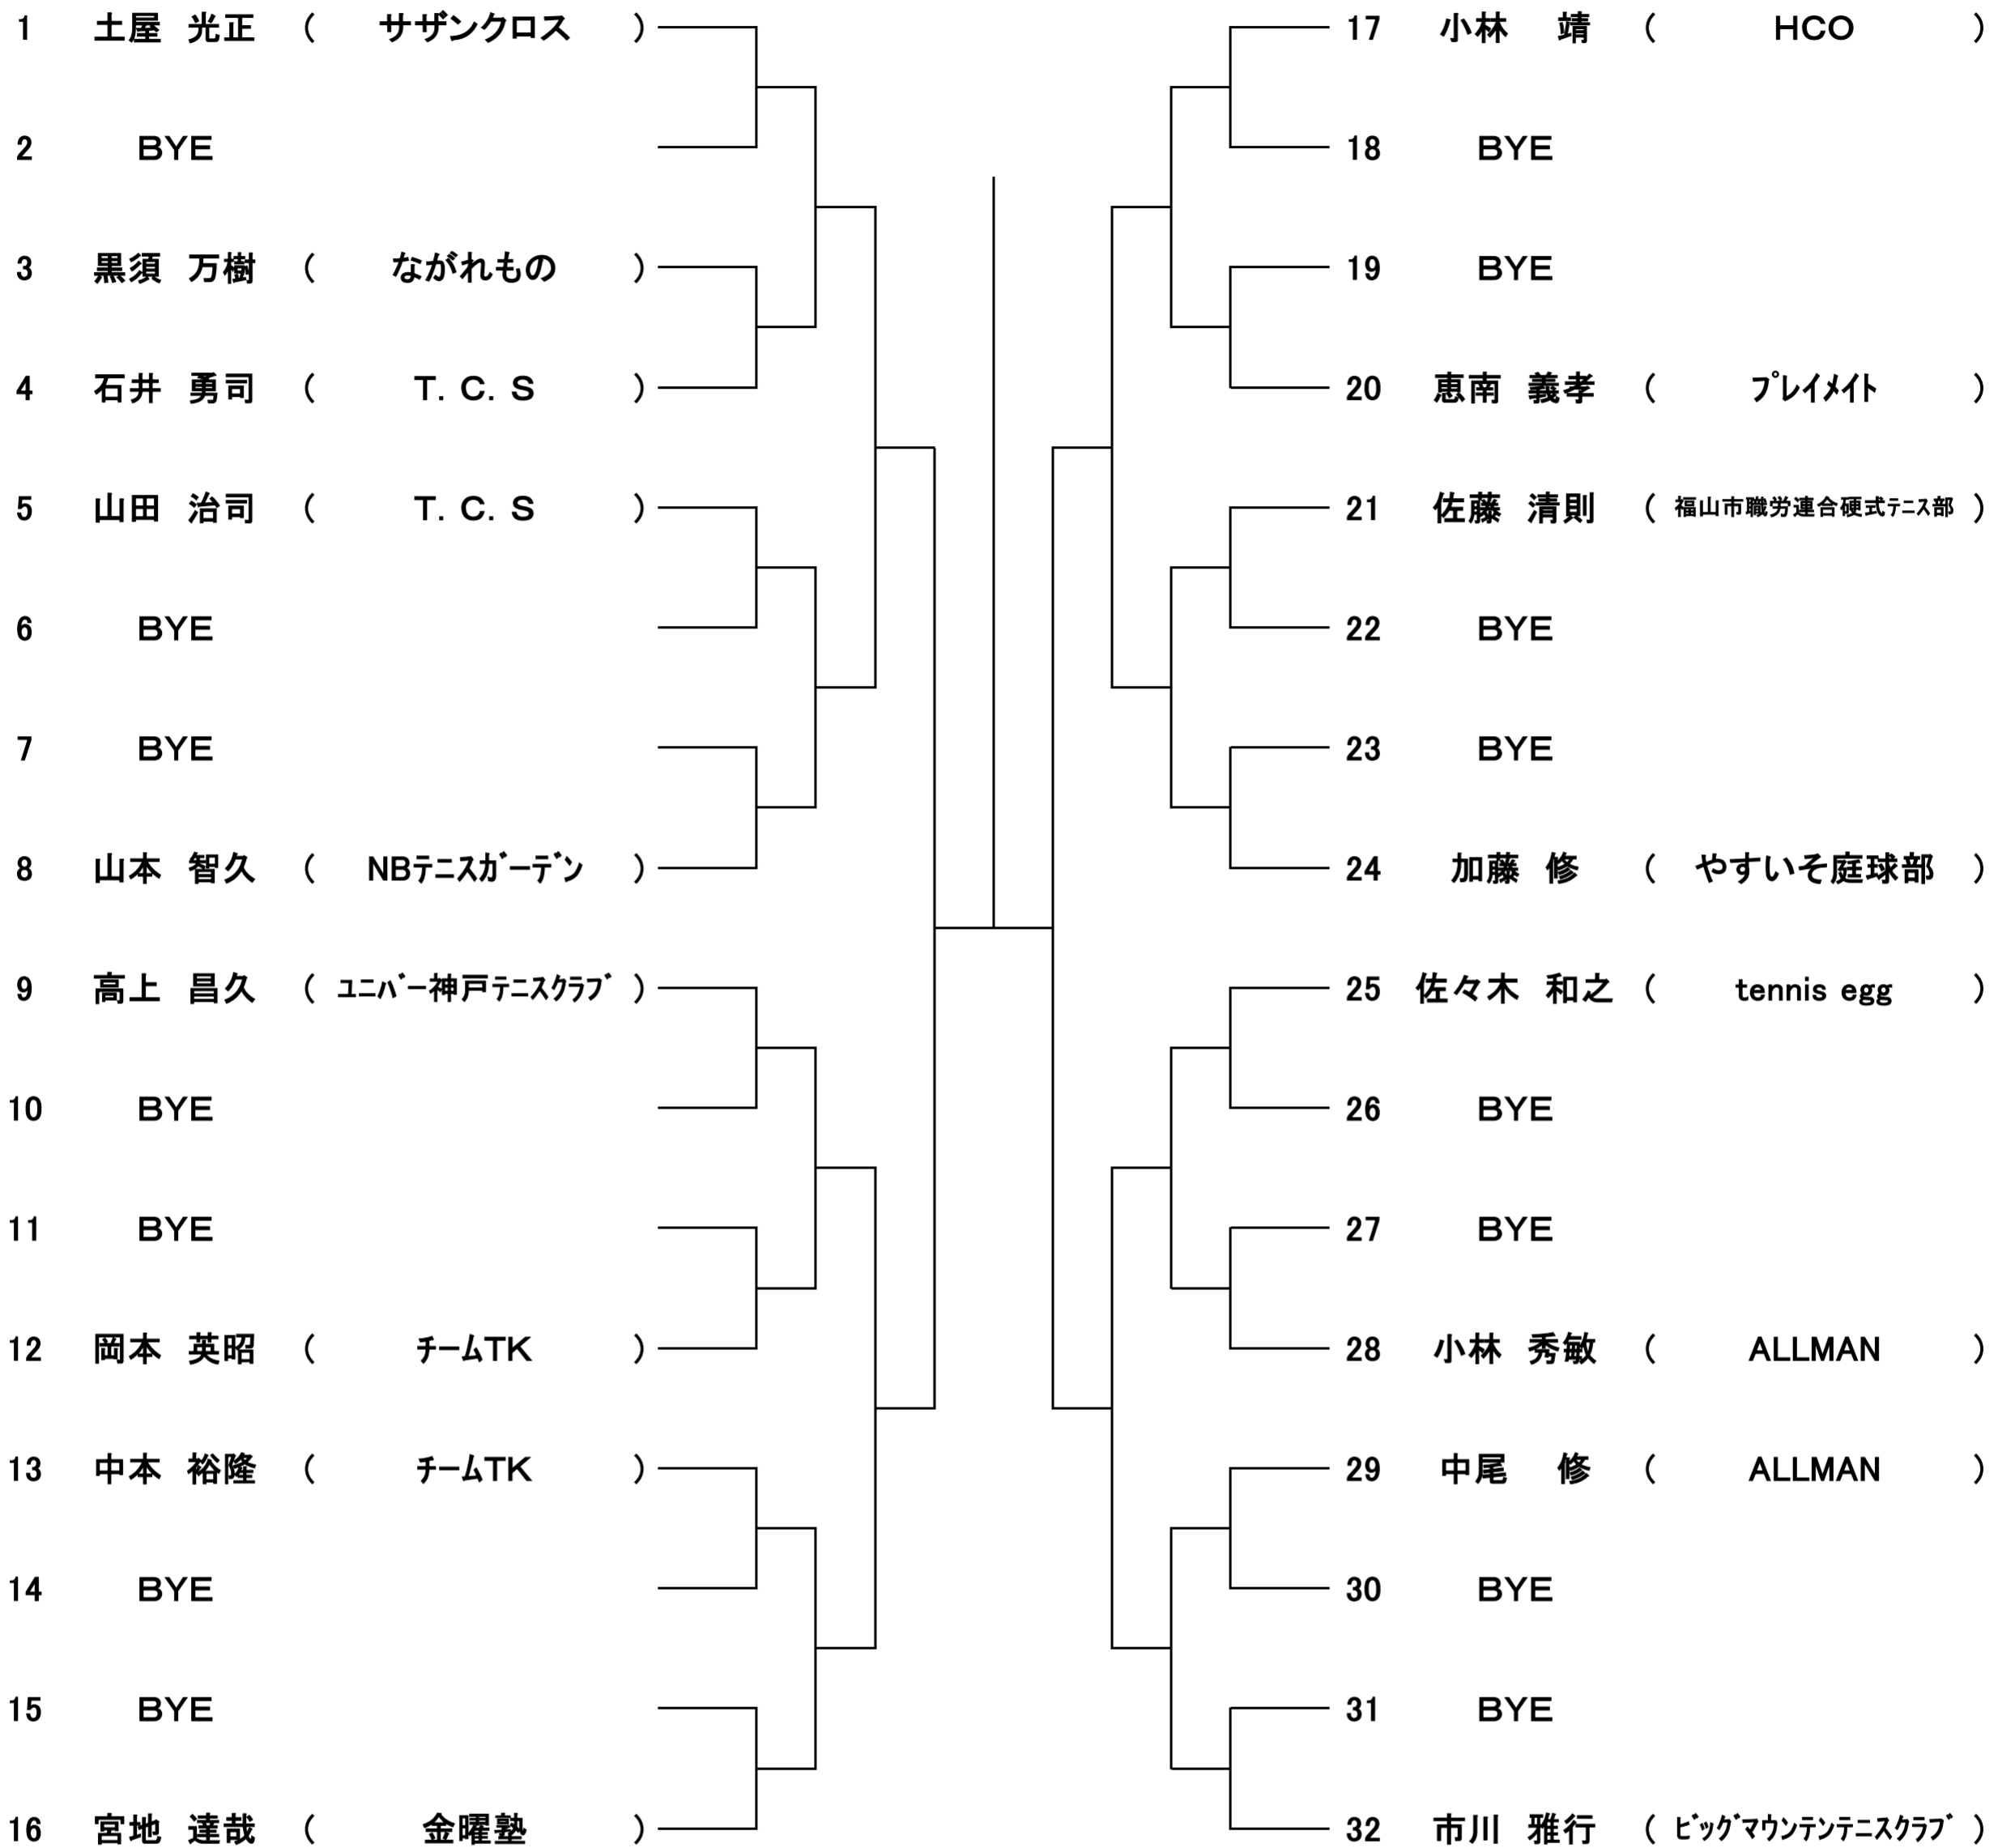 1 土屋 光正 ( サザンクロス )
2 BYE
3 黒須 万樹 ( ながれもの )
4 石井 勇司 ( T. C. S )
5 山田 治司 ( T. C. S )
6 BYE
7 BYE
8 山本 智久 ( NBﾃﾆｽｶﾞｰﾃﾞﾝ )
9 高上 昌久 ( ﾕﾆﾊﾞｰ神戸ﾃﾆｽｸﾗﾌﾞ )
10 BYE
11 BYE
12 岡本 英昭 ( ﾁｰﾑTK )
13 中本 裕隆 ( ﾁｰﾑTK )
14 BYE
15 BYE
16 宮地 達哉 ( 金曜塾 )
17 小林 靖 ( HCO )
18 BYE
19 BYE
20 恵南 義孝 ( ﾌﾟﾚｲﾒｲﾄ )
21 佐藤 清則 ( 福山市職労連合硬式ﾃﾆｽ部 )
22 BYE
23 BYE
24 加藤 修 ( やすいそ庭球部 )
25 佐々木 和之 ( tennis egg )
26 BYE
27 BYE
28 小林 秀敏 ( ALLMAN )
29 中尾 修 ( ALLMAN )
30 BYE
31 BYE
32 市川 雅行 ( ﾋﾞｯｸﾞﾏｳﾝﾃﾝﾃﾆｽｸﾗﾌﾞ )